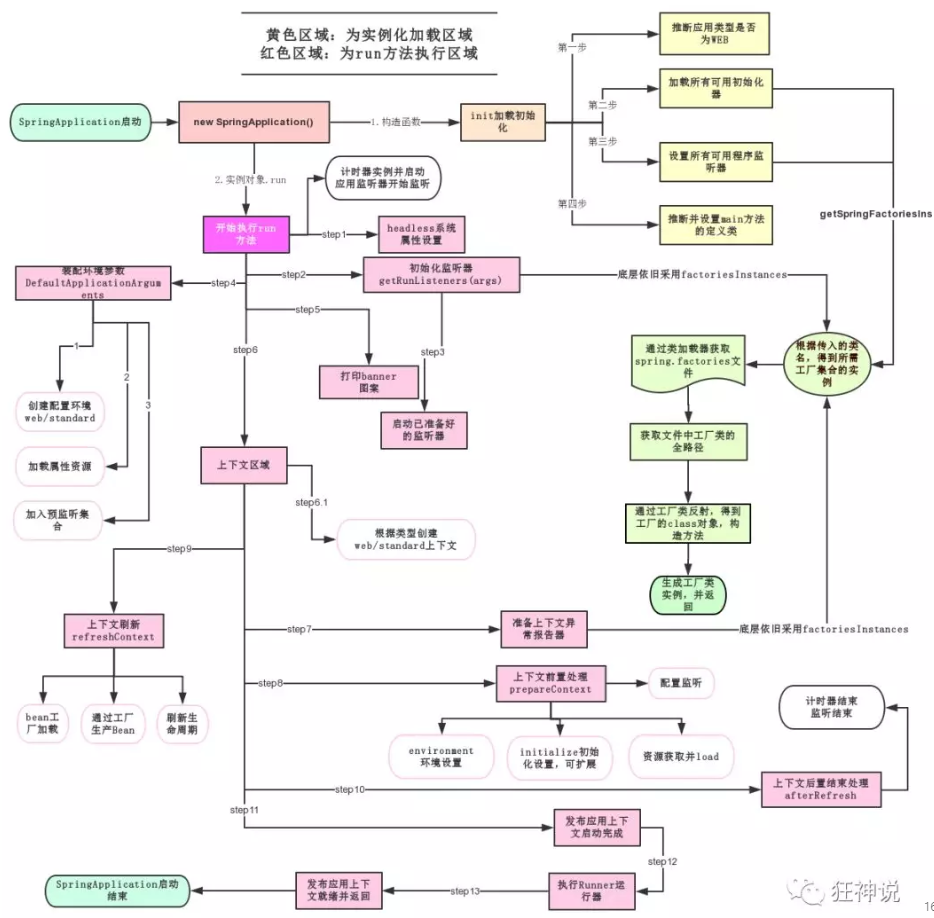 黄色区域：为实例化加载区域
红色区域：为run方法执行区域
推断应用类型是否
为WEB
第一步
加载所有可用初始化
器
第二步
SpringApplication启动
new SpringApplication()
1.构造函数
init加载初始
化
第三步
设置所有可用程序监
听器
计时器实例并启动
应用监听器开始监听
2.实例对象.run
第四步
推断并设置main方法
的定义类
getSpringFactoriesIns
开始执行run
方法
step1
headless系统
属性设置
装配环境参数
DefaultApplicationArgum
ents
step4
step2
初始化监听器
getRunListeners(args)
底层依旧采用factoriesInstances
step5
step6
step3
1
2
3
通过类加载器获取
spring.factories文
件
根据传入的类
名，得到所需
工厂集合的实
例
打印banner
图案
创建配置环境
web/standard
启动已准备好
的监听器
获取文件中工厂类的
全路径
加载属性资源
上下文区域
step6.1
加入预监听集
合
根据类型创建
web/standard上下文
通过工厂类反射，得到
工厂的class对象，构
造方法
step9
生成工厂类
实例，并返
回
上下文刷新
refreshContext
step7
准备上下文异
常报告器
底层依旧采用factoriesInstances
step8
上下文前置处理
prepareContext
配置监听
bean工
厂加载
通过工厂
生产Bean
刷新生
命周期
计时器结束
监听结束
environment
环境设置
initialize初始
化设置，可扩展
资源获取并load
step10
上下文后置结束处理
afterRefresh
step11
发布应用上下
文启动完成
step12
SpringApplication启动
结束
发布应用上下
文就绪并返回
step13
执行Runner运
行器
狂神说
16